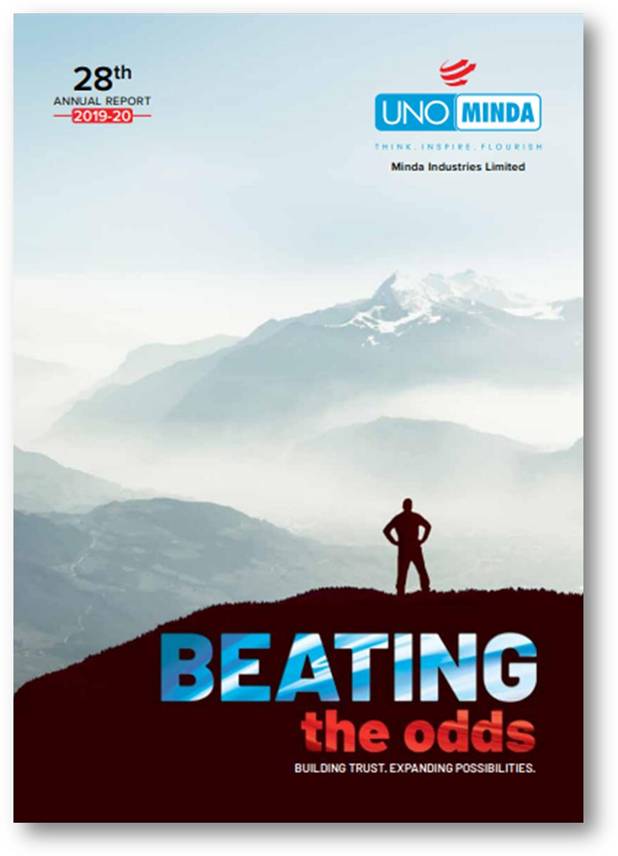 28th
ANNUAL REPORT
2019-20
UNO MINDA
THINK. INSPIRE. FLOURISH
Minda Industries Limited
BEATING
the odds
BUILDING TRUST. EXPANDING POSSIBILITIES.